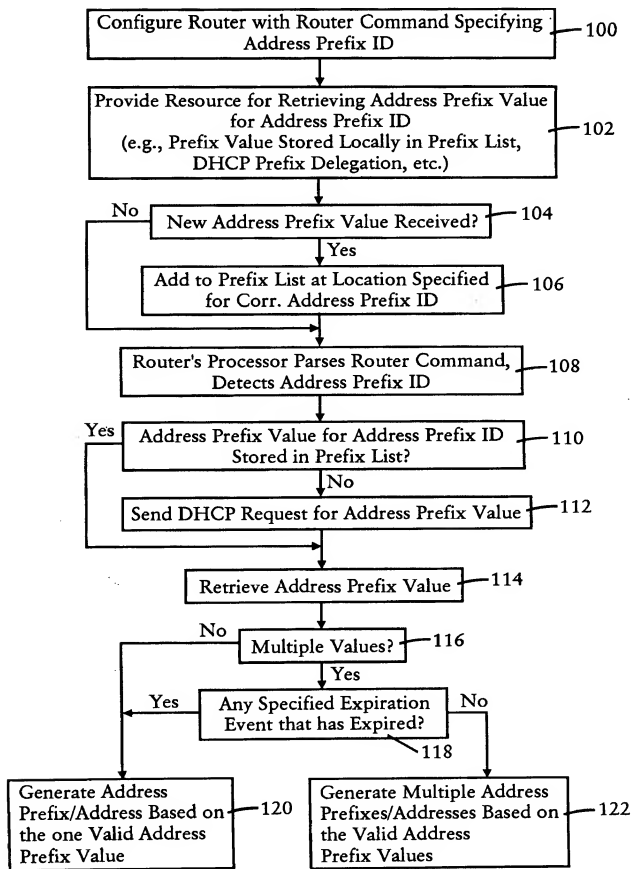 Configure Router with Router Command Specifying
Address Prefix ID
100
Provide Resource for Retrieving Address Prefix Value
for Address Prefix ID
(e.g., Prefix Value Stored Locally in Prefix List,
DHCP Prefix Delegation, etc.)
102
No
New Address Prefix Value Received?
104
Yes
Add to Prefix List at Location Specified
for Corr. Address Prefix ID
106
Router's Processor Parses Router Command,
Detects Address Prefix ID
108
Yes
Address Prefix Value for Address Prefix ID
Stored in Prefix List?
110
No
Send DHCP Request for Address Prefix Value
112
Retrieve Address Prefix Value
114
No
Multiple Values?
116
Yes
Yes
Any Specified Expiration
Event that has Expired?
No
118
Generate Address
Prefix/Address Based on
the one Valid Address
Prefix Value
120
Generate Multiple Address
Prefixes/Addresses Based on
the Valid Address
Prefix Values
122